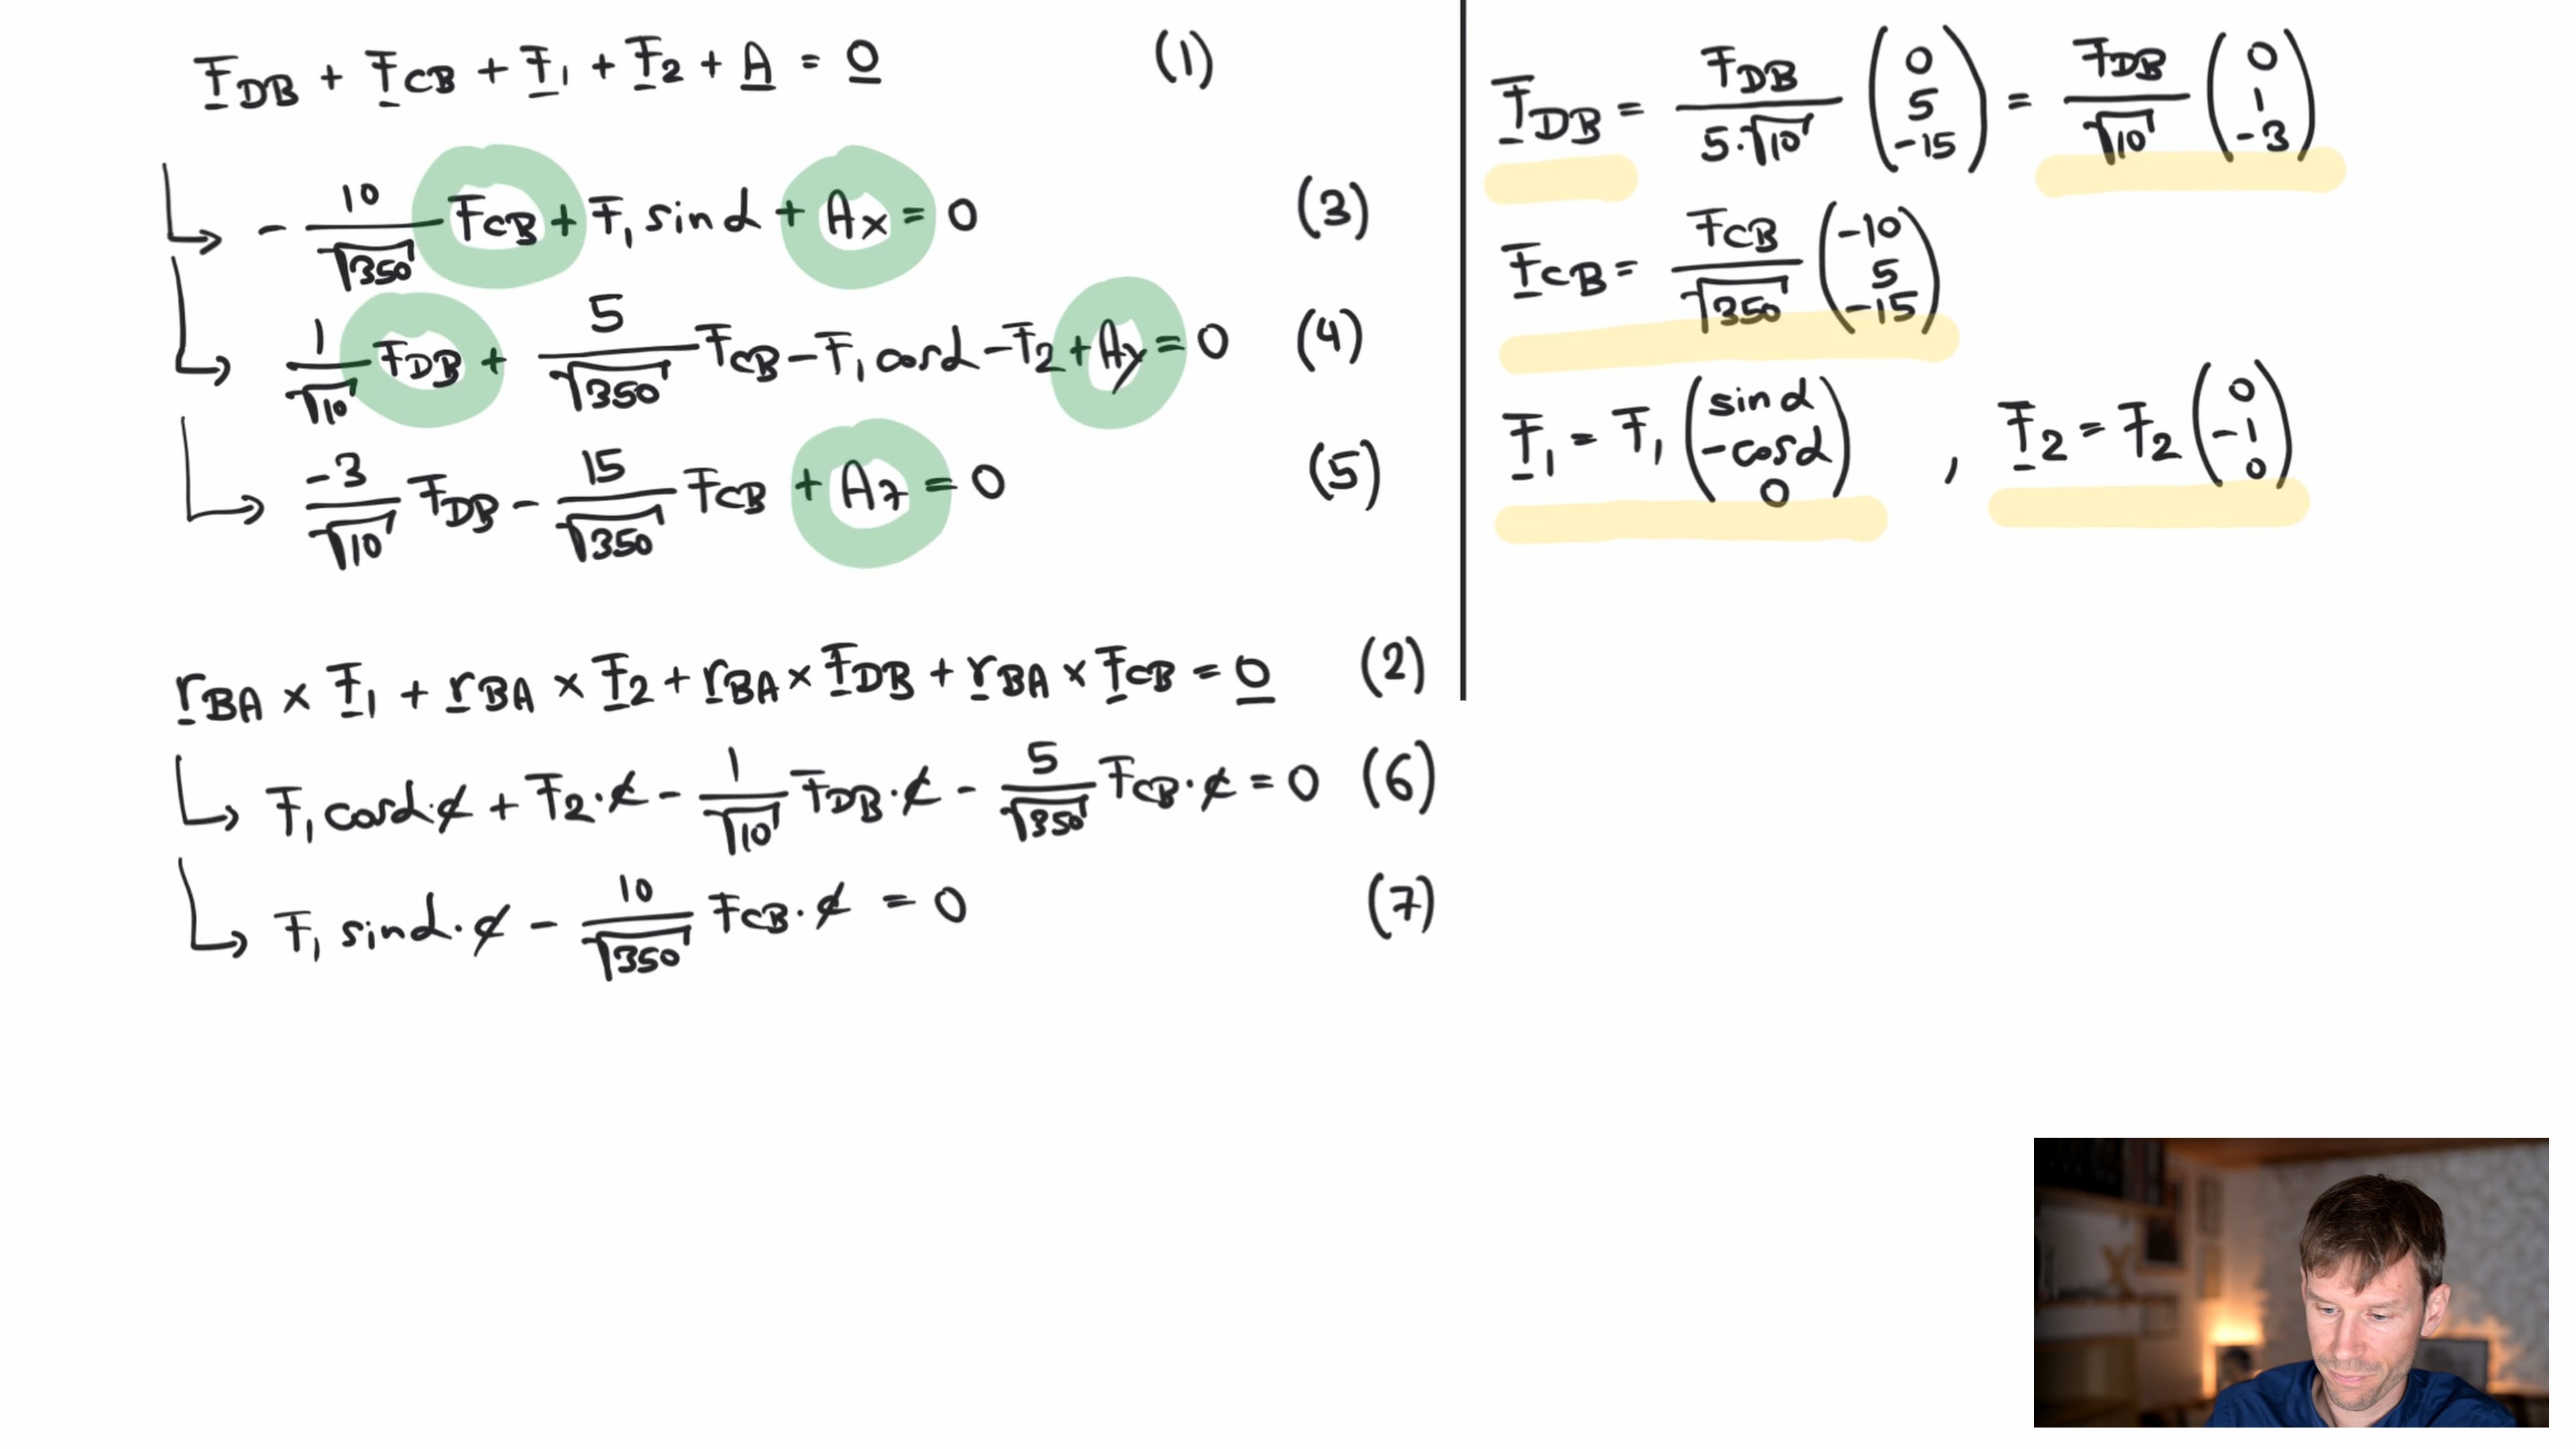 F_DB + F_CB + F_1 + F_2 + A = 0 (1)
- 10/√350 F_CB + F_1 sin α + A_x = 0 (3)
1/√10 F_DB + 5/√350 F_CB - F_1 cos α - F_2 + A_y = 0 (4)
-3/√10 F_DB - 15/√350 F_CB + A_z = 0 (5)
r_BA × F_1 + r_BA × F_2 + r_BA × F_DB + r_BA × F_CB = 0 (2)
F_1 cos α · ȼ + F_2 · ȼ - 1/√10 F_DB · ȼ - 5/√350 F_CB · ȼ = 0 (6)
F_1 sin α · ȼ - 10/√350 F_CB · ȼ = 0 (7)
F_DB = F_DB/(5·√10) (0 5 -15) = F_DB/√10 (0 1 -3)
F_CB = F_CB/√350 (-10 5 -15)
F_1 = F_1 (sin α -cos α 0) , F_2 = F_2 (0 -1 0)